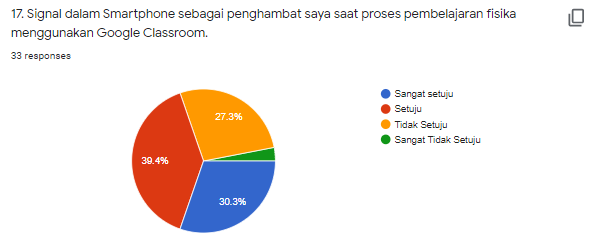 17. Signal dalam Smartphone sebagai penghambat saya saat proses pembelajaran fisika
menggunakan Google Classroom.
33 responses
Sangat setuju
Setuju
Tidak Setuju
Sangat Tidak Setuju
27.3%
39.4%
30.3%